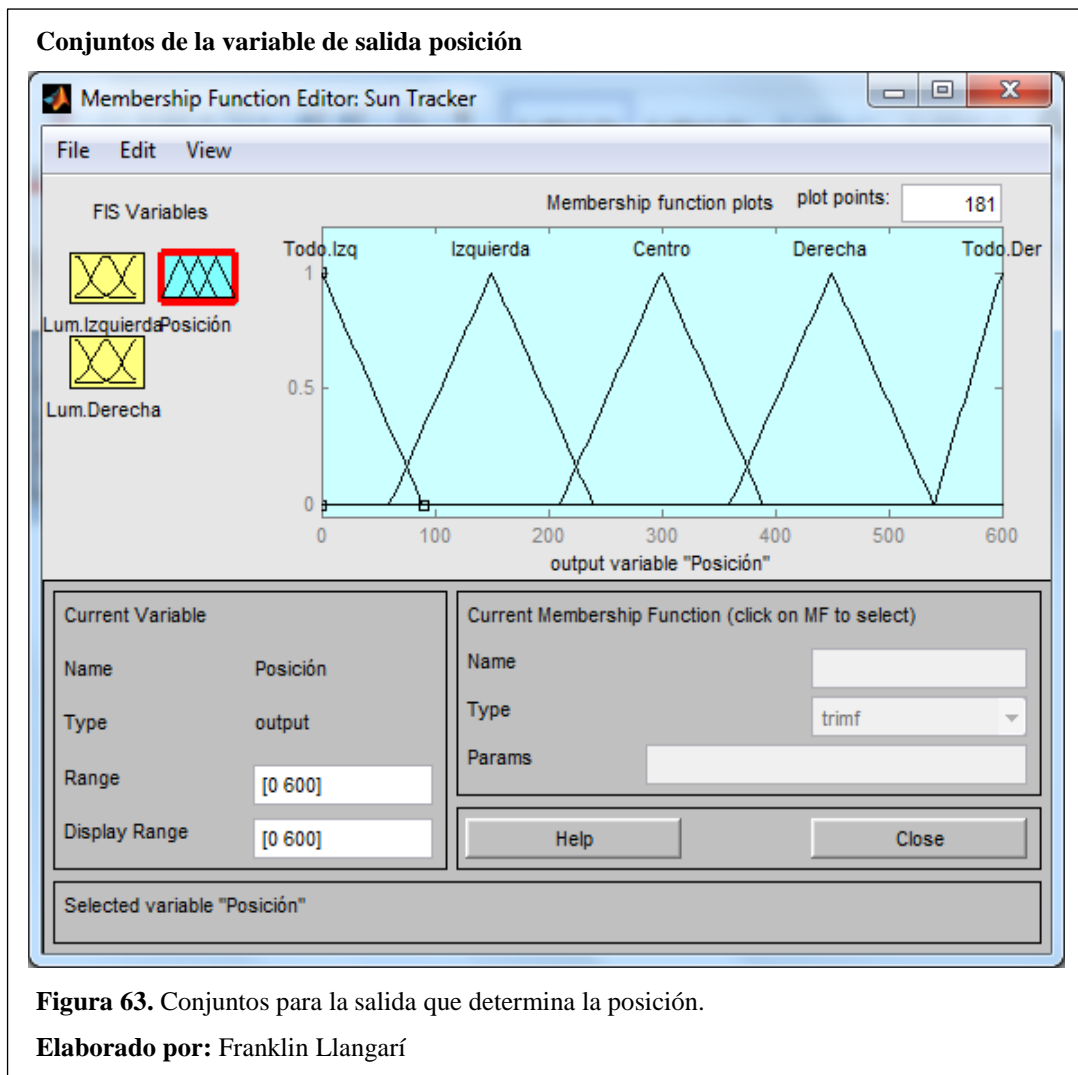 Conjuntos de la variable de salida posición
Membership Function Editor: Sun Tracker
File Edit View
FIS Variables
Membership function plots plot points: 181
Lum.Izquierda Posición
Lum.Derecha
Todo.Izq Izquierda Centro Derecha Todo.Der
1
0.5
0
0 100 200 300 400 500 600
output variable "Posición"
Current Variable
Name Posición
Type output
Range [0 600]
Display Range [0 600]
Current Membership Function (click on MF to select)
Name
Type trimf
Params
Help Close
Selected variable "Posición"
Figura 63. Conjuntos para la salida que determina la posición.
Elaborado por: Franklin Llangarí